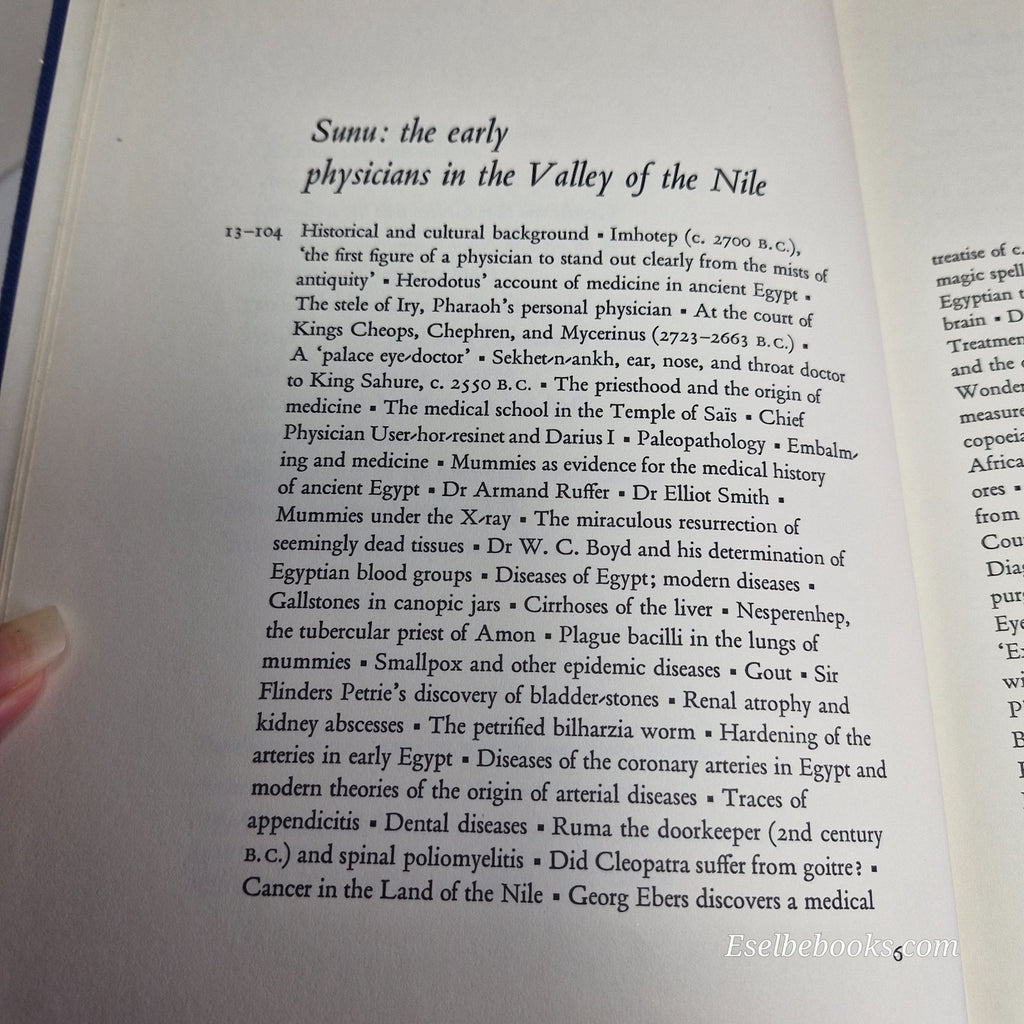 Sunu: the early
physicians in the Valley of the Nile
13–104 Historical and cultural background ▪ Imhotep (c. 2700 B.C.),
‘the first figure of a physician to stand out clearly from the mists of
antiquity’ ▪ Herodotus’ account of medicine in ancient Egypt ▪
The stele of Iry, Pharaoh’s personal physician ▪ At the court of
Kings Cheops, Chephren, and Mycerinus (2723–2663 B.C.) ▪
A ‘palace eye-doctor’ ▪ Sekhet-n-ankh, ear, nose, and throat doctor
to King Sahure, c. 2550 B.C. ▪ The priesthood and the origin of
medicine ▪ The medical school in the Temple of Saïs ▪ Chief
Physician User-hor-resinet and Darius I ▪ Paleopathology ▪ Embalm-
ing and medicine ▪ Mummies as evidence for the medical history
of ancient Egypt ▪ Dr Armand Ruffer ▪ Dr Elliot Smith ▪
Mummies under the X-ray ▪ The miraculous resurrection of
seemingly dead tissues ▪ Dr W. C. Boyd and his determination of
Egyptian blood groups ▪ Diseases of Egypt; modern diseases ▪
Gallstones in canopic jars ▪ Cirrhoses of the liver ▪ Nesperenhep,
the tubercular priest of Amon ▪ Plague bacilli in the lungs of
mummies ▪ Smallpox and other epidemic diseases ▪ Gout ▪ Sir
Flinders Petrie’s discovery of bladder-stones ▪ Renal atrophy and
kidney abscesses ▪ The petrified bilharzia worm ▪ Hardening of the
arteries in early Egypt ▪ Diseases of the coronary arteries in Egypt and
modern theories of the origin of arterial diseases ▪ Traces of
appendicitis ▪ Dental diseases ▪ Ruma the doorkeeper (2nd century
B.C.) and spinal poliomyelitis ▪ Did Cleopatra suffer from goitre? ▪
Cancer in the Land of the Nile ▪ Georg Ebers discovers a medical
6
Eselbebooks.com
treatise of c.
magic spell
Egyptian t
brain ▪ D
Treatmen
and the
Wonder
measure
copoeia
Africa
ores ▪
from
Cou
Diag
pur
Eye
‘E
wi
P
B